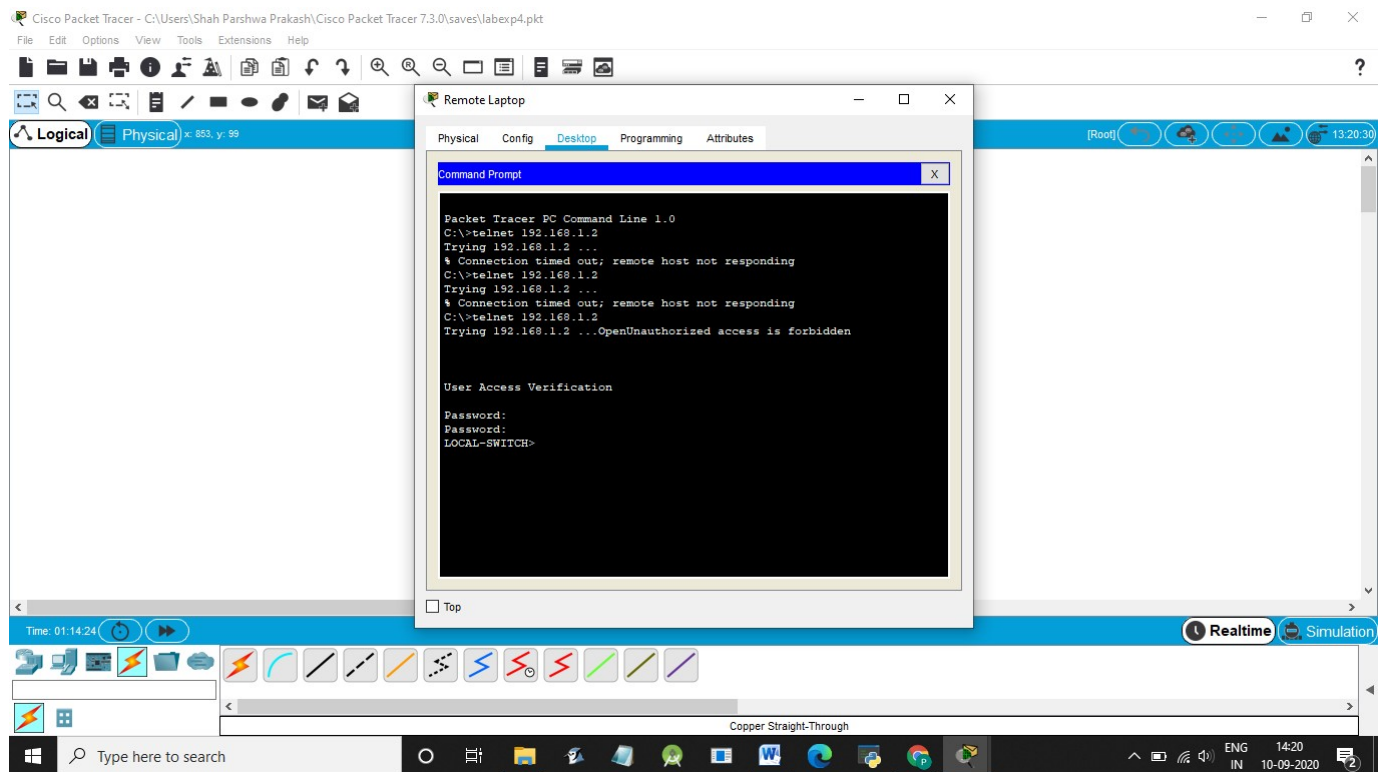 Cisco Packet Tracer - C:\Users\Shah Parshwa Prakash\Cisco Packet Tracer 7.3.0\saves\labexp4.pkt
File Edit Options View Tools Extensions Help
Logical Physical x: 853, y: 99
[Root] 13:20:30
Remote Laptop
Physical Config Desktop Programming Attributes
Command Prompt X
Packet Tracer PC Command Line 1.0
C:\>telnet 192.168.1.2
Trying 192.168.1.2 ...
% Connection timed out; remote host not responding
C:\>telnet 192.168.1.2
Trying 192.168.1.2 ...
% Connection timed out; remote host not responding
C:\>telnet 192.168.1.2
Trying 192.168.1.2 ...OpenUnauthorized access is forbidden
User Access Verification
Password:
Password:
LOCAL-SWITCH>
Top
Time: 01:14:24
Realtime Simulation
Copper Straight-Through
Type here to search
ENG 14:20
IN 10-09-2020
2